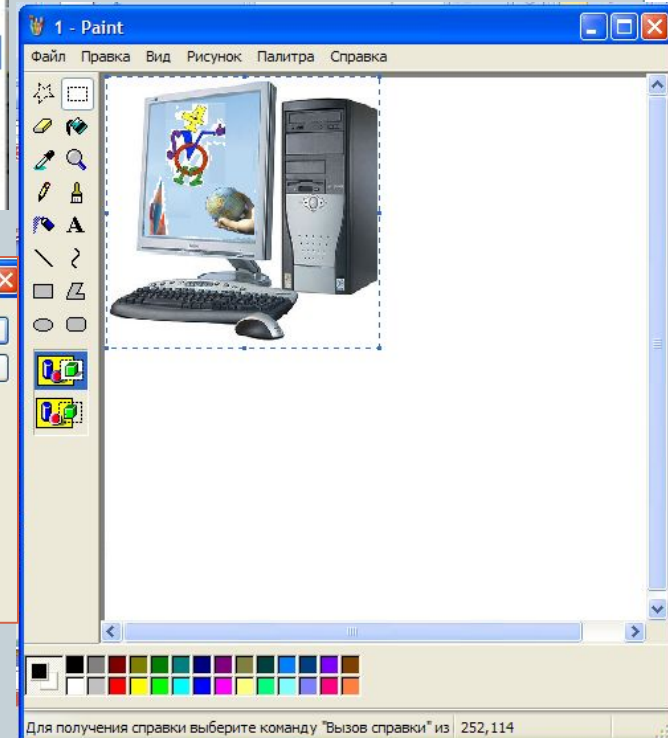 1 - Paint
Файл Правка Вид Рисунок Палитра Справка
A
Для получения справки выберите команду "Вызов справки" из 252,114